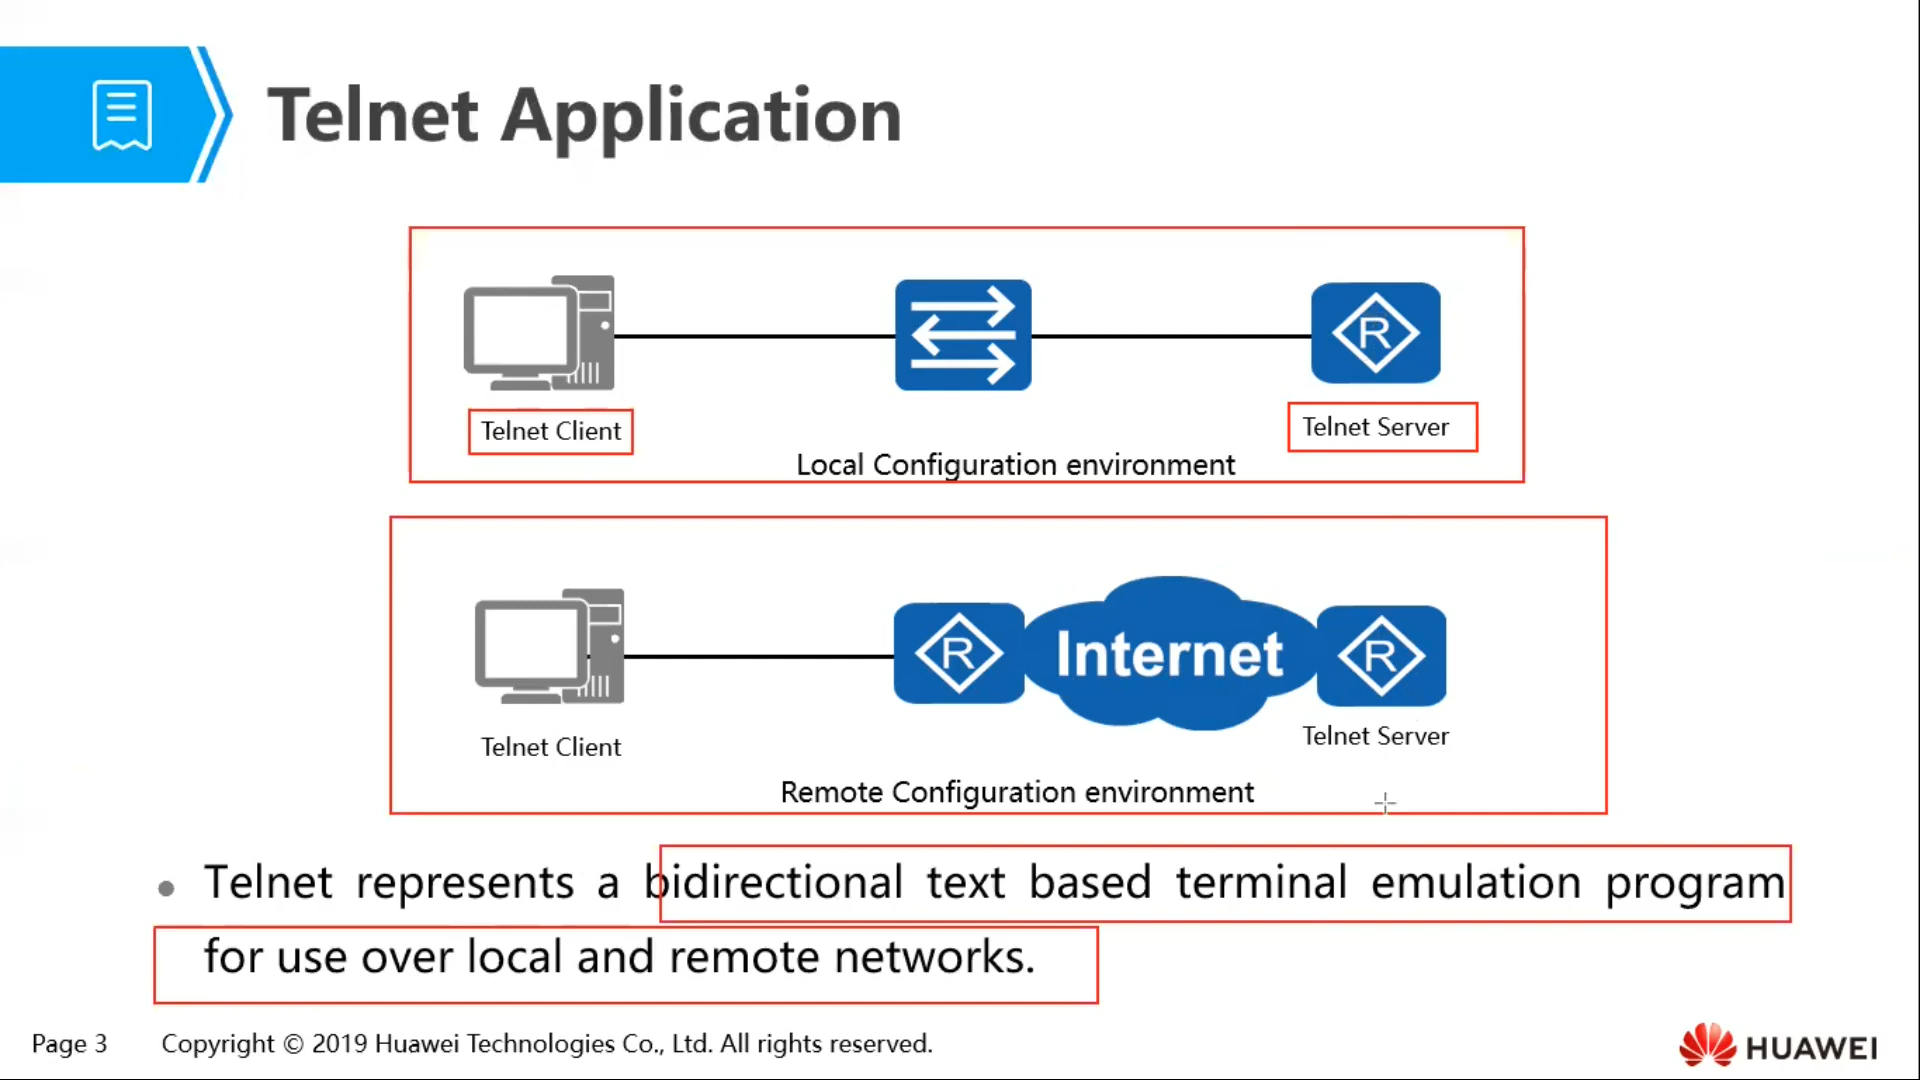 Telnet Application
R
Telnet Client
Telnet Server
Local Configuration environment
R
Internet
R
Telnet Client
Telnet Server
Remote Configuration environment
Telnet represents a bidirectional text based terminal emulation program
for use over local and remote networks.
Page 3
Copyright © 2019 Huawei Technologies Co., Ltd. All rights reserved.
HUAWEI